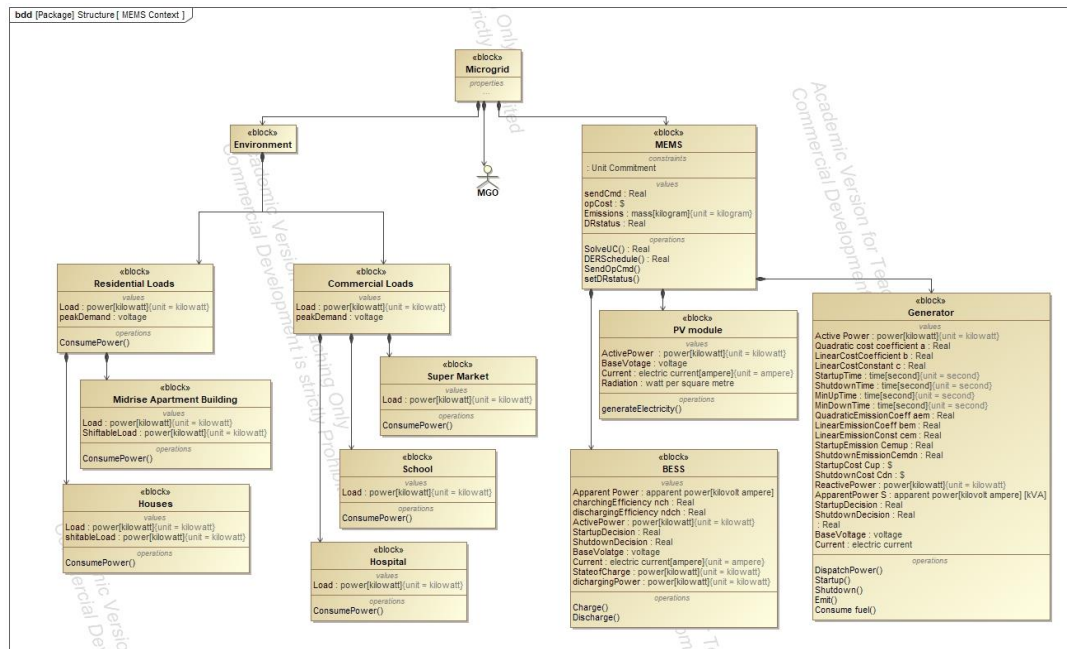 bdd [Package] Structure [ MEMS Context ]
«block»
Microgrid
properties
«block»
Environment
MGO
«block»
MEMS
constraints
: Unit Commitment
values
sendCmd : Real
opCost : $
Emissions : mass[kilogram]{unit = kilogram}
DRstatus : Real
operations
SolveUC() : Real
DERSchedule() : Real
SendOpCmd()
setDRstatus()
«block»
Residential Loads
values
Load : power[kilowatt]{unit = kilowatt}
peakDemand : voltage
operations
ConsumePower()
«block»
Commercial Loads
values
Load : power[kilowatt]{unit = kilowatt}
peakDemand : voltage
operations
ConsumePower()
«block»
Midrise Apartment Building
values
Load : power[kilowatt]{unit = kilowatt}
ShiftableLoad : power[kilowatt]{unit = kilowatt}
operations
ConsumePower()
«block»
Houses
values
Load : power[kilowatt]{unit = kilowatt}
shitableLoad : power[kilowatt]{unit = kilowatt}
operations
ConsumePower()
«block»
Super Market
values
Load : power[kilowatt]{unit = kilowatt}
operations
ConsumePower()
«block»
School
values
Load : power[kilowatt]{unit = kilowatt}
operations
ConsumePower()
«block»
Hospital
values
Load : power[kilowatt]{unit = kilowatt}
operations
ConsumePower()
«block»
PV module
values
ActivePower : power[kilowatt]{unit = kilowatt}
BaseVotage : voltage
Current : electric current[ampere]{unit = ampere}
Radiation : watt per square metre
operations
generateElectricity()
«block»
BESS
values
Apparent Power : apparent power[kilovolt ampere]
charchingEfficiency nch : Real
dischargingEfficiency ndch : Real
ActivePower : power[kilowatt]{unit = kilowatt}
StartupDecision : Real
ShutdownDecision : Real
BaseVolatge : voltage
Current : electric current[ampere]{unit = ampere}
StateofCharge : power[kilowatt]{unit = kilowatt}
dichargingPower : power[kilowatt]{unit = kilowatt}
operations
Charge()
Discharge()
«block»
Generator
values
Active Power : power[kilowatt]{unit = kilowatt}
Quadratic cost coefficient a : Real
LinearCostCoefficient b : Real
LinearCostConstant c : Real
StartupTime : time[second]{unit = second}
ShutdownTime : time[second]{unit = second}
MinUpTime : time[second]{unit = second}
MinDownTime : time[second]{unit = second}
QuadraticEmissionCoeff aem : Real
LinearEmissionCoeff bem : Real
LinearEmissionConst cem : Real
StartupEmission Cemup : Real
ShutdownEmissionCemdn : Real
StartupCost Cup : $
ShutdownCost Cdn : $
ReactivePower : power[kilowatt]{unit = kilowatt}
ApparentPower S : apparent power[kilovolt ampere] [kVA]
StartupDecision : Real
ShutdownDecision : Real
: Real
BaseVoltage : voltage
Current : electric current
operations
DispatchPower()
Startup()
Shutdown()
Emit()
Consume fuel()
Academic Version for Teac
Commercial Development
Only
ited
Academic Version
ching Only
Commercial Development is strictly Prohibi